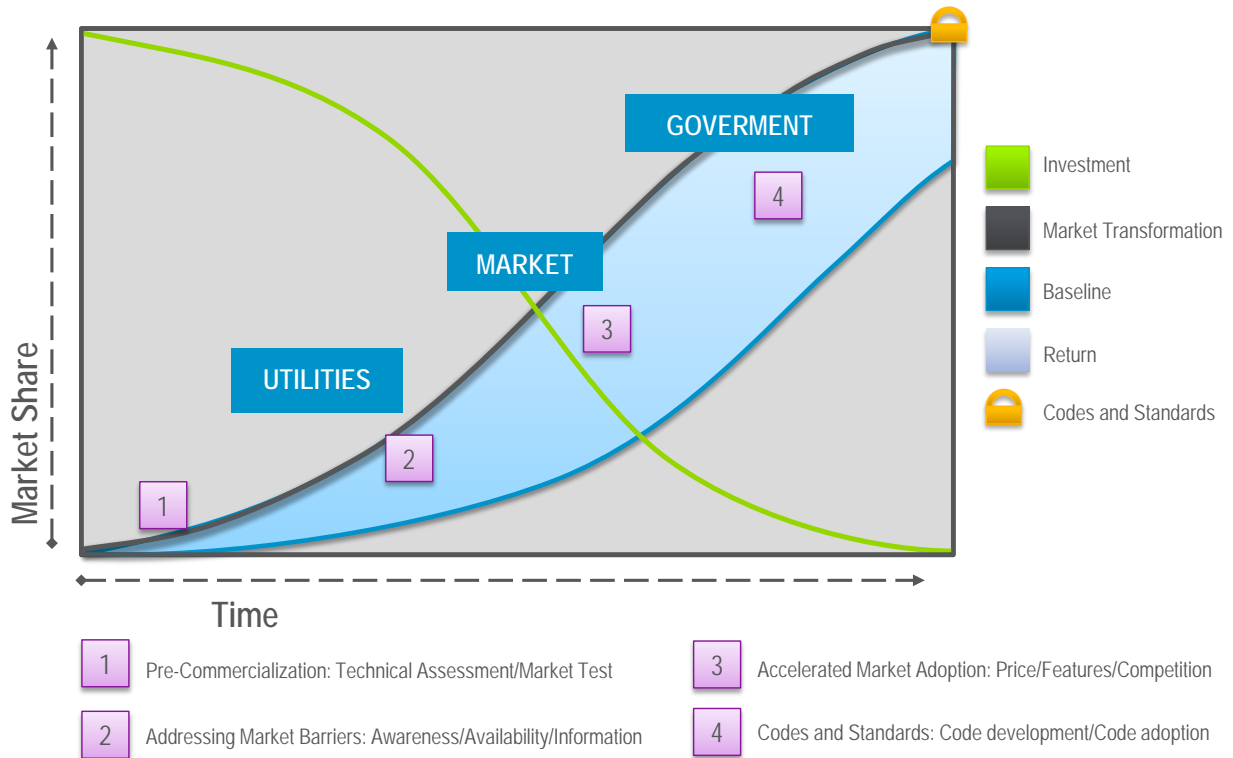 GOVERMENT
4
Investment
Market Transformation
MARKET
Baseline
3
Return
UTILITIES
Codes and Standards
2
1
Market Share
Time
1 Pre-Commercialization: Technical Assessment/Market Test
2 Addressing Market Barriers: Awareness/Availability/Information
3 Accelerated Market Adoption: Price/Features/Competition
4 Codes and Standards: Code development/Code adoption